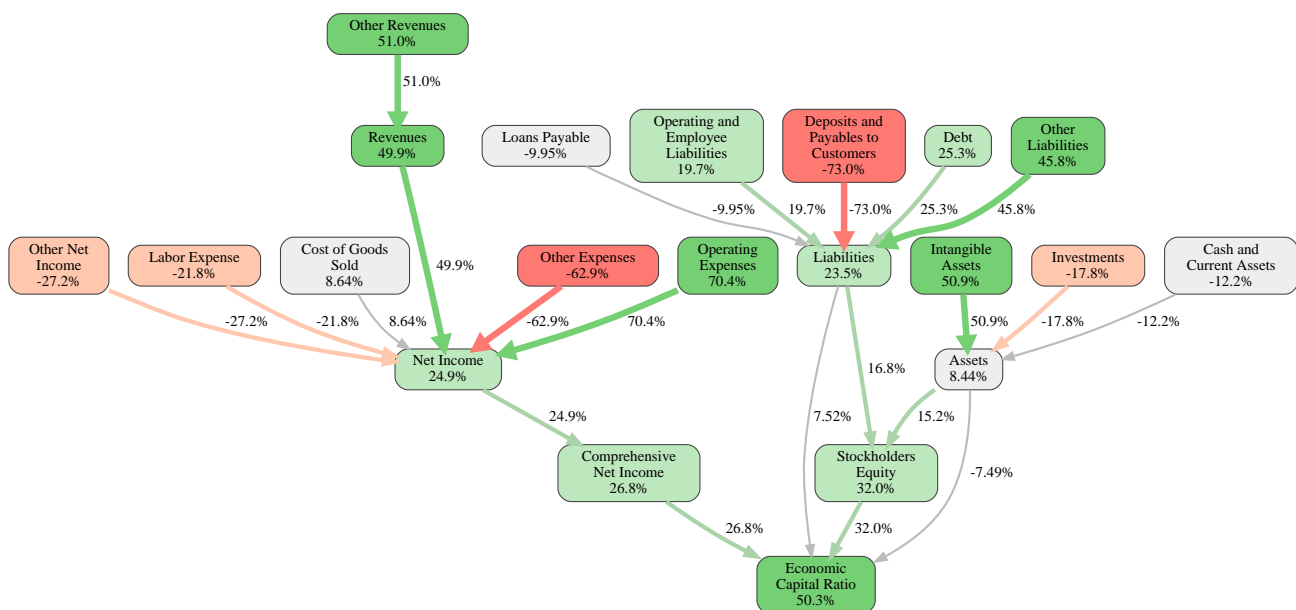 Other Revenues
51.0%
51.0%
Revenues
49.9%
Loans Payable
-9.95%
Operating and
Employee
Liabilities
19.7%
Deposits and
Payables to
Customers
-73.0%
Debt
25.3%
Other
Liabilities
45.8%
-9.95%
19.7%
-73.0%
25.3%
45.8%
Other Net
Income
-27.2%
Labor Expense
-21.8%
Cost of Goods
Sold
8.64%
49.9%
Other Expenses
-62.9%
Operating
Expenses
70.4%
Liabilities
23.5%
Intangible
Assets
50.9%
Investments
-17.8%
Cash and
Current Assets
-12.2%
-27.2%
-21.8%
8.64%
-62.9%
70.4%
50.9%
-17.8%
-12.2%
Net Income
24.9%
16.8%
Assets
8.44%
24.9%
7.52%
15.2%
Comprehensive
Net Income
26.8%
Stockholders
Equity
32.0%
-7.49%
26.8%
32.0%
Economic
Capital Ratio
50.3%